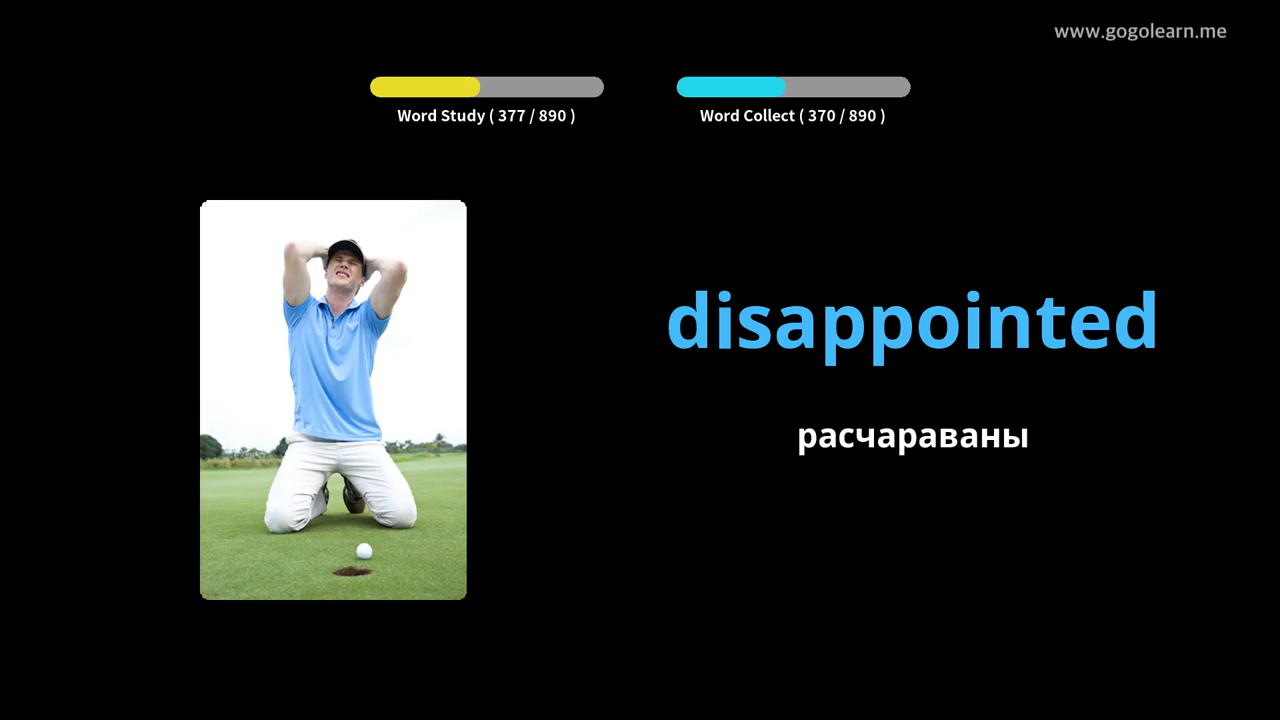 www.gogolearn.me
Word Study ( 377 / 890 )
Word Collect ( 370 / 890 )
disappointed
расчараваны